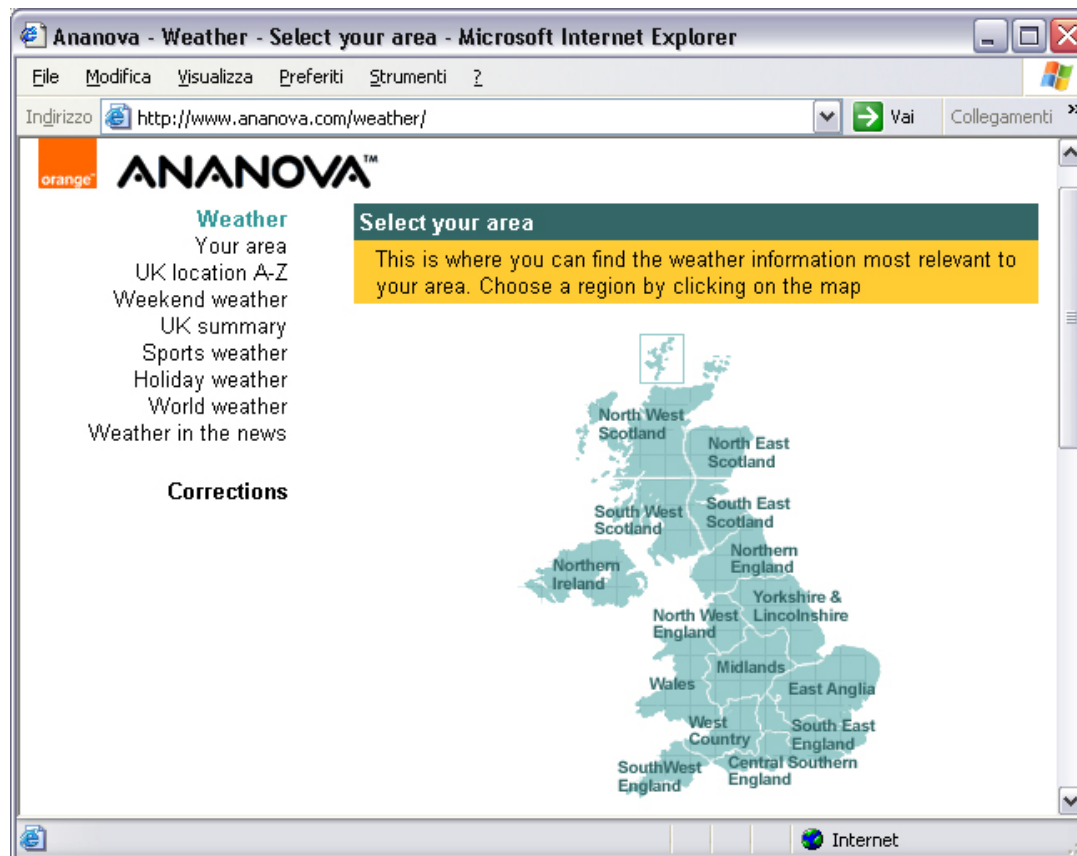 Ananova - Weather - Select your area - Microsoft Internet Explorer
File Modifica Visualizza Preferiti Strumenti ?
Indirizzo http://www.ananova.com/weather/ Vai Collegamenti »
orange™ ANANOVA™
Weather
Your area
UK location A-Z
Weekend weather
UK summary
Sports weather
Holiday weather
World weather
Weather in the news
Corrections
Select your area
This is where you can find the weather information most relevant to
your area. Choose a region by clicking on the map
North West
Scotland
North East
Scotland
South West
Scotland
South East
Scotland
Northern
Ireland
Northern
England
Yorkshire &
Lincolnshire
North West
England
Midlands
Wales
East Anglia
West
Country
South East
England
SouthWest
England
Central Southern
England
Internet